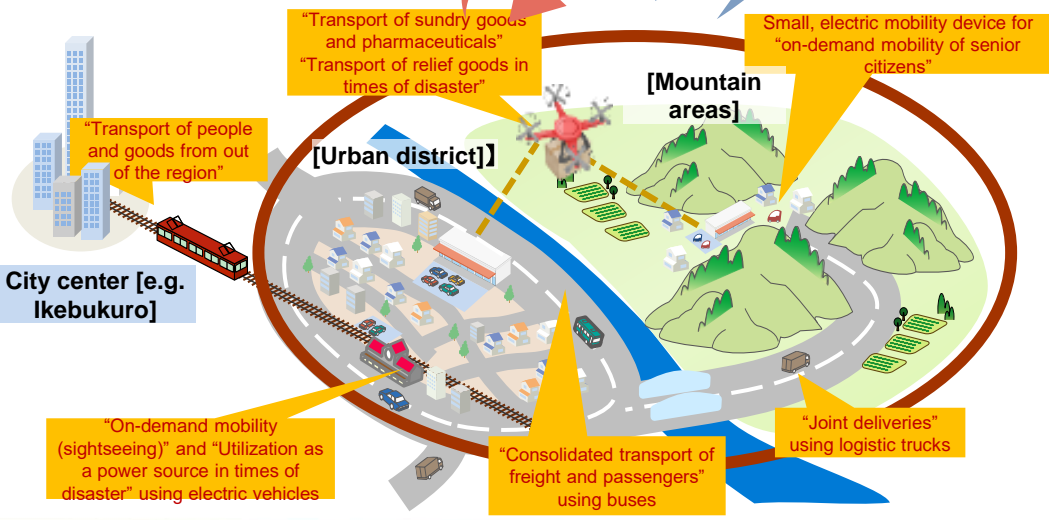 “Transport of sundry goods
and pharmaceuticals”
“Transport of relief goods in
times of disaster”
Small, electric mobility device for
“on-demand mobility of senior
citizens”
[Mountain
areas]
“Transport of people
and goods from out
of the region”
[Urban district]】
City center [e.g.
Ikebukuro]
“On-demand mobility
(sightseeing)” and “Utilization as
a power source in times of
disaster” using electric vehicles
“Consolidated transport of
freight and passengers”
using buses
“Joint deliveries”
using logistic trucks